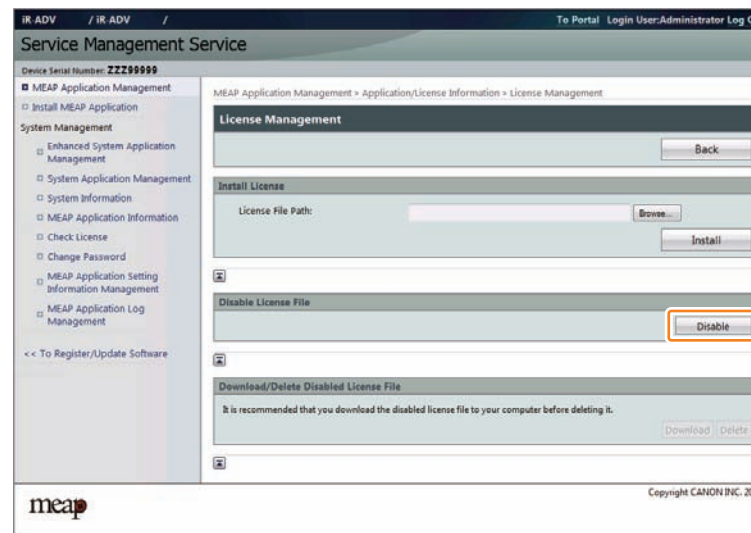 iR-ADV / iR-ADV /
To Portal Login User:Administrator Log
Service Management Service
Device Serial Number: ZZZ99999
MEAP Application Management
Install MEAP Application
System Management
Enhanced System Application
Management
System Application Management
System Information
MEAP Application Information
Check License
Change Password
MEAP Application Setting
Information Management
MEAP Application Log
Management
<< To Register/Update Software
MEAP Application Management > Application/License Information > License Management
License Management
Back
Install License
License File Path:
Browse...
Install
Disable License File
Disable
Download/Delete Disabled License File
It is recommended that you download the disabled license file to your computer before deleting it.
Download Delete
meap
Copyright CANON INC. 20